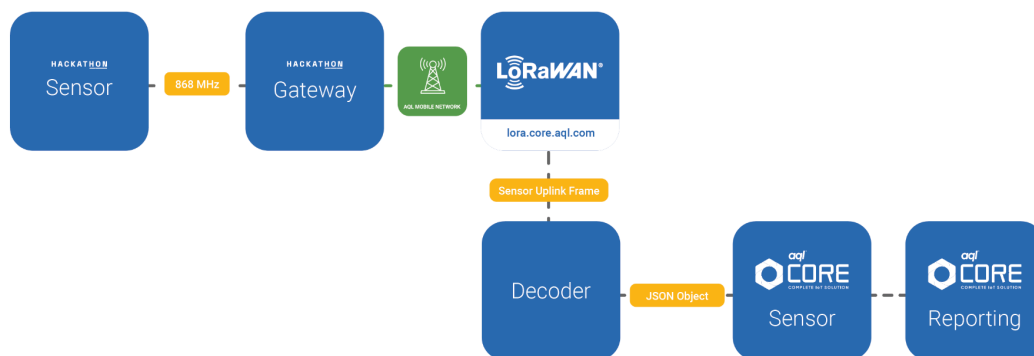 HACKATHON
Sensor
868 MHz
HACKATHON
Gateway
AQL MOBILE NETWORK
LoRaWAN®
lora.core.aql.com
Sensor Uplink Frame
Decoder
JSON Object
aql
CORE
COMPLETE IoT SOLUTION
Sensor
aql
CORE
COMPLETE IoT SOLUTION
Reporting